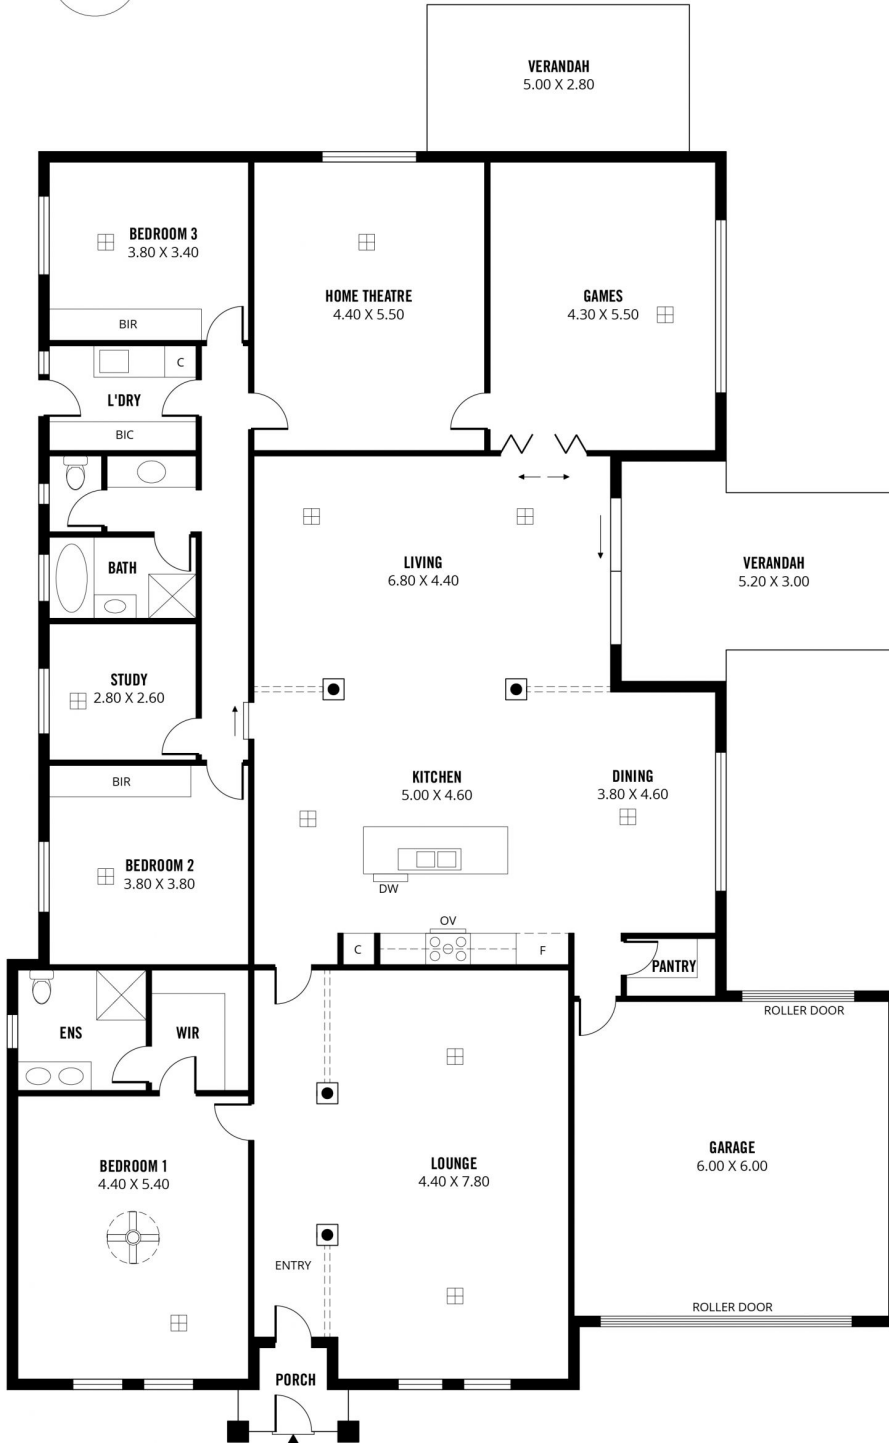 VERANDAH
5.00 X 2.80
BEDROOM 3
3.80 X 3.40
BIR
HOME THEATRE
4.40 X 5.50
GAMES
4.30 X 5.50
C
L'DRY
BIC
BATH
LIVING
6.80 X 4.40
VERANDAH
5.20 X 3.00
STUDY
2.80 X 2.60
BIR
BEDROOM 2
3.80 X 3.80
KITCHEN
5.00 X 4.60
DINING
3.80 X 4.60
DW
OV
C
F
PANTRY
ROLLER DOOR
ENS
WIR
BEDROOM 1
4.40 X 5.40
LOUNGE
4.40 X 7.80
GARAGE
6.00 X 6.00
ENTRY
ROLLER DOOR
PORCH